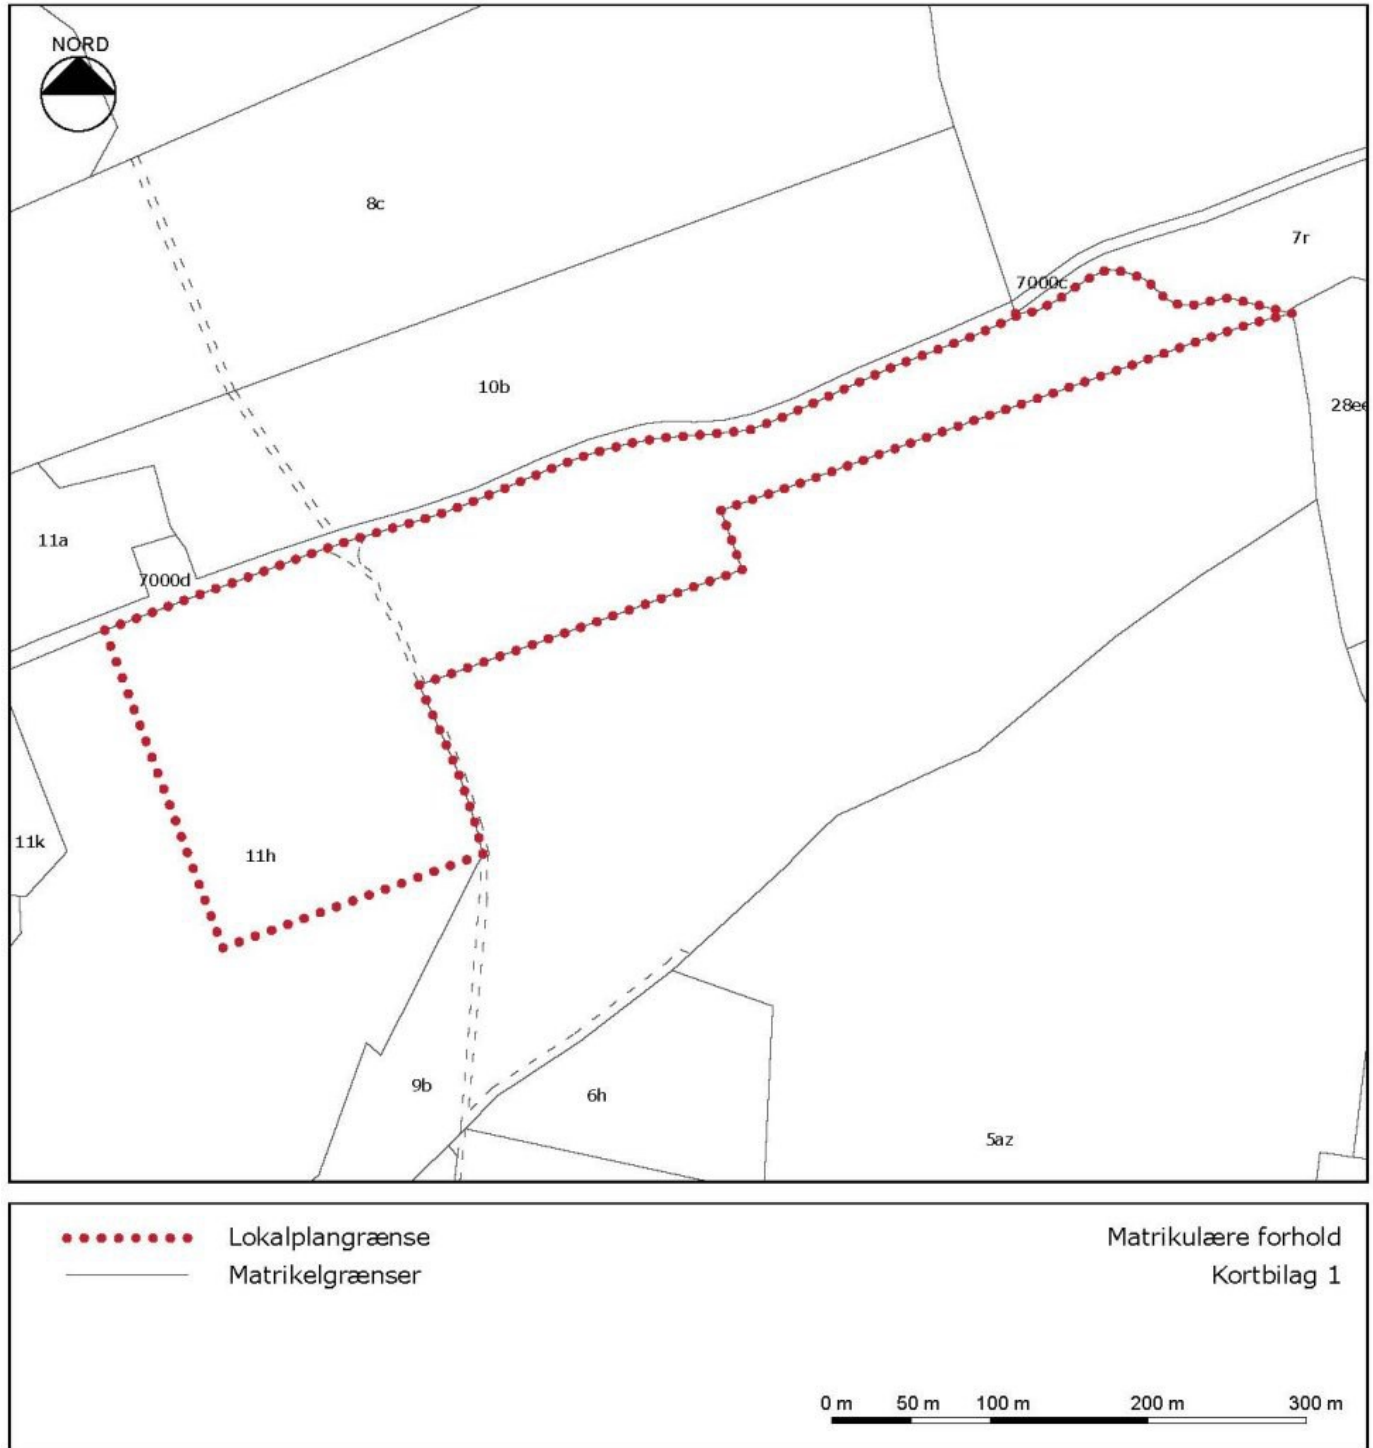 NORD
8c
7r
7000c
10b
28ee
11a
7000d
11k
11h
9b
6h
5az
Lokalplangrænse
Matrikelgrænser
Matrikulære forhold
Kortbilag 1
0 m 50 m 100 m 200 m 300 m